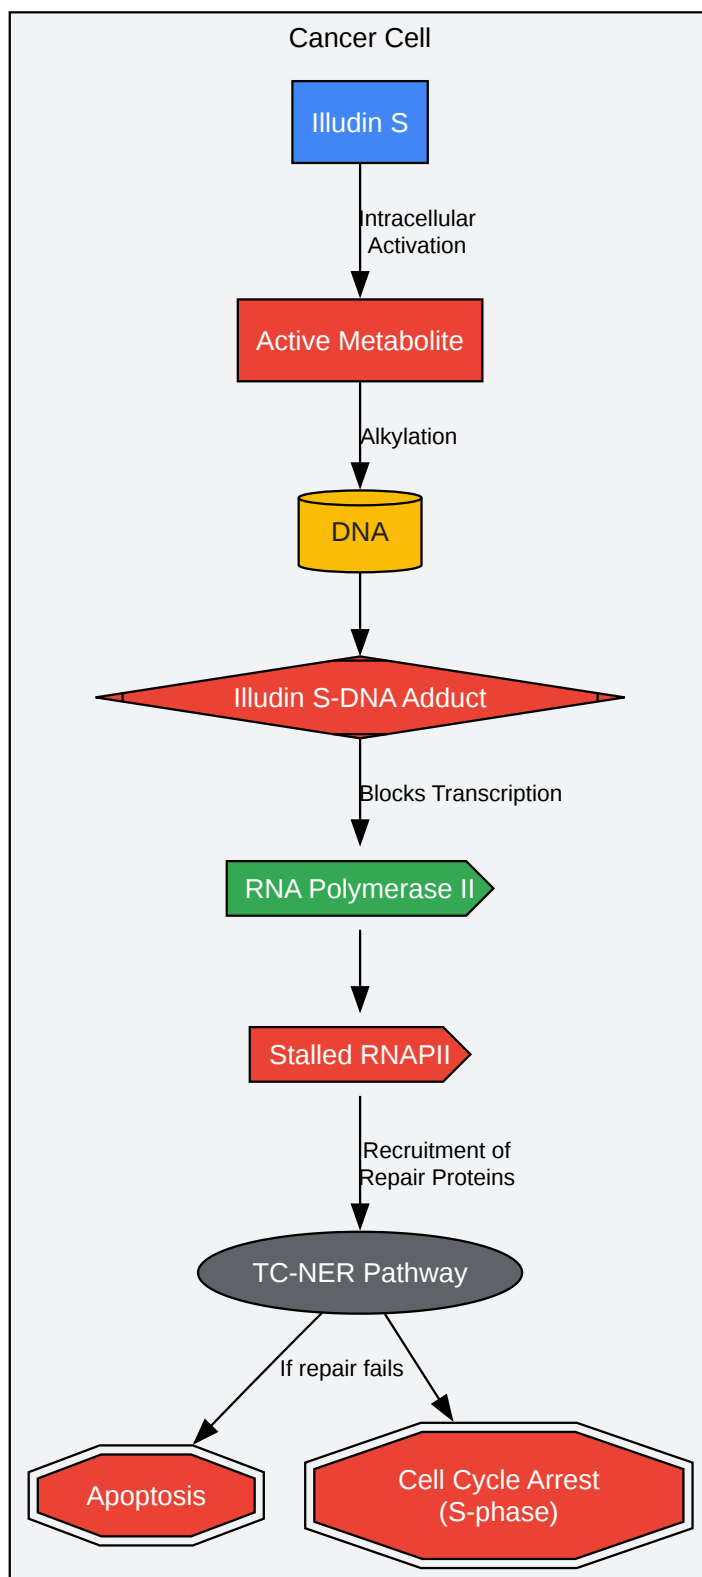 Cancer Cell
Illudin S
Intracellular
Activation
Active Metabolite
Alkylation
DNA
Illudin S-DNA Adduct
Blocks Transcription
RNA Polymerase II
Stalled RNAPII
Recruitment of
Repair Proteins
TC-NER Pathway
If repair fails
Apoptosis
Cell Cycle Arrest
(S-phase)